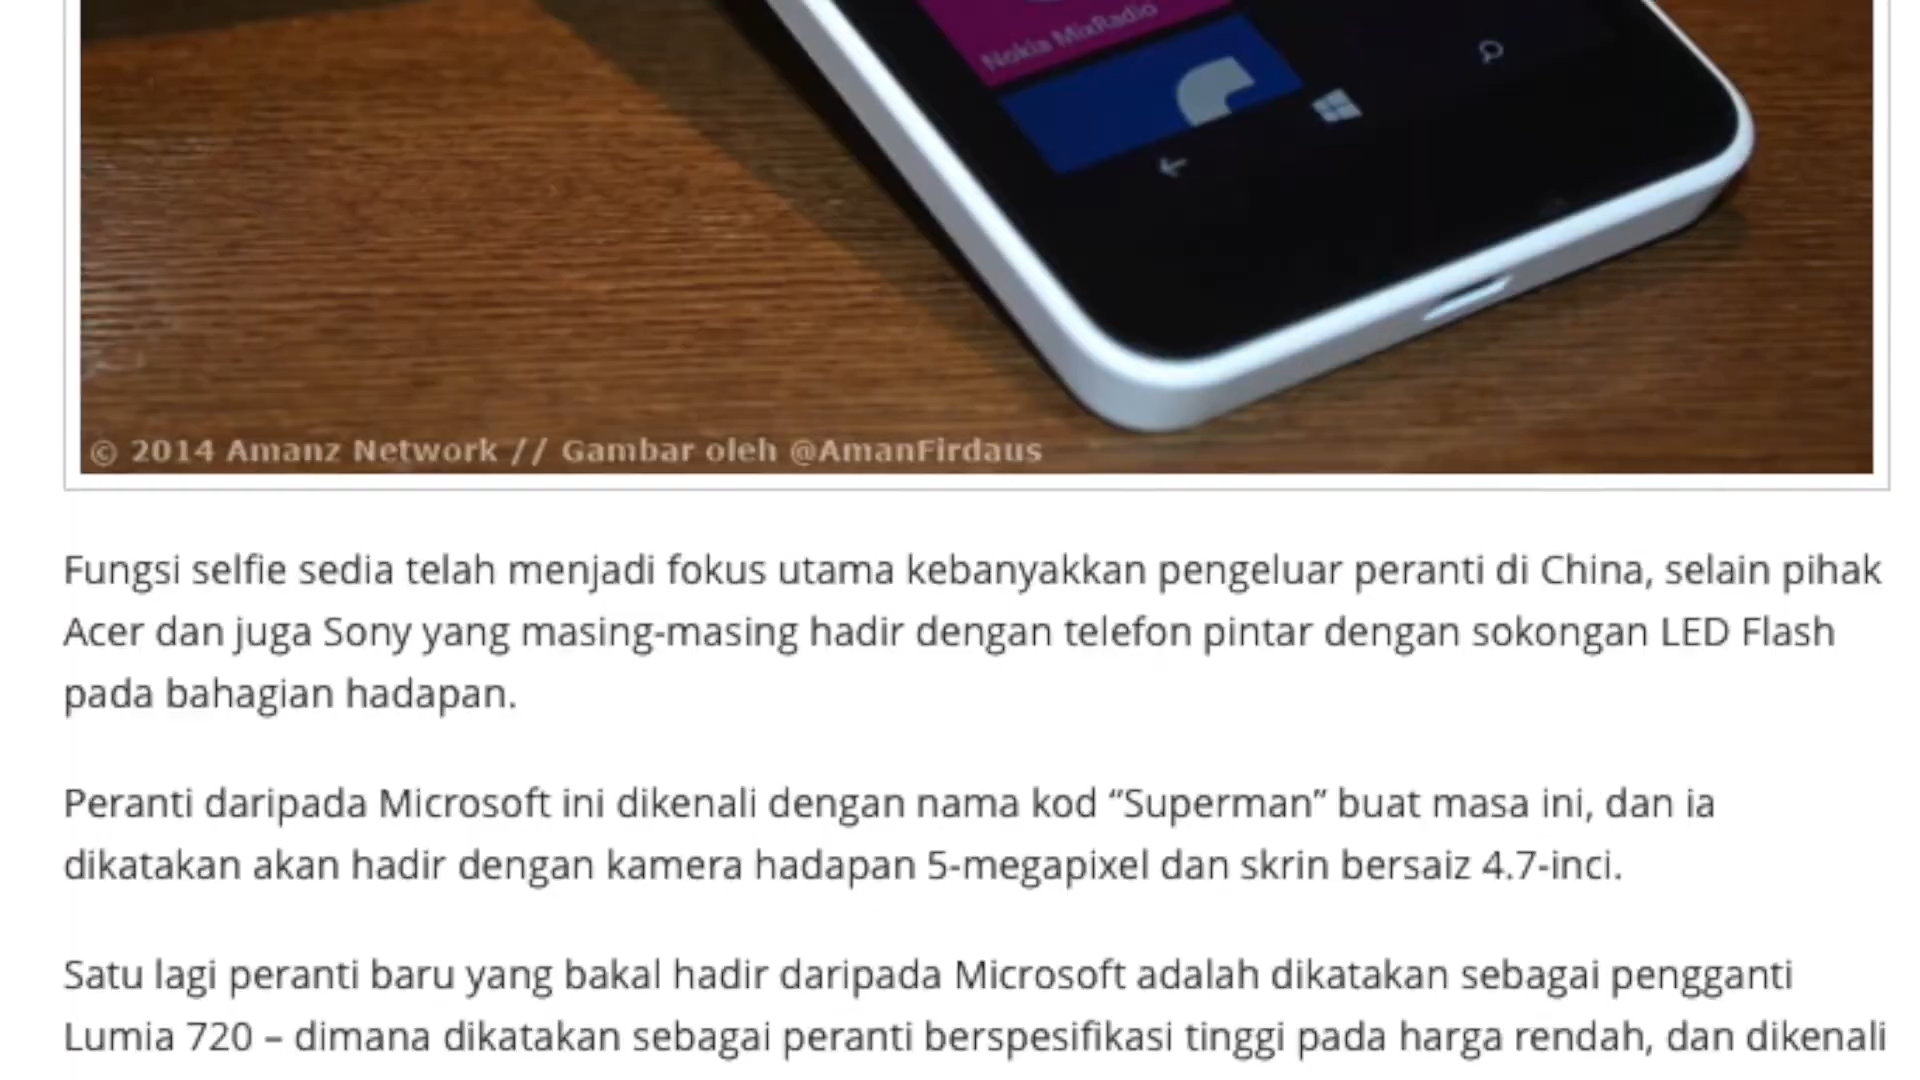 Nokia MixRadio
© 2014 Amanz Network // Gambar oleh @AmanFirdaus
Fungsi selfie sedia telah menjadi fokus utama kebanyakkan pengeluar peranti di China, selain pihak
Acer dan juga Sony yang masing-masing hadir dengan telefon pintar dengan sokongan LED Flash
pada bahagian hadapan.
Peranti daripada Microsoft ini dikenali dengan nama kod “Superman” buat masa ini, dan ia
dikatakan akan hadir dengan kamera hadapan 5-megapixel dan skrin bersaiz 4.7-inci.
Satu lagi peranti baru yang bakal hadir daripada Microsoft adalah dikatakan sebagai pengganti
Lumia 720 – dimana dikatakan sebagai peranti berspesifikasi tinggi pada harga rendah, dan dikenali